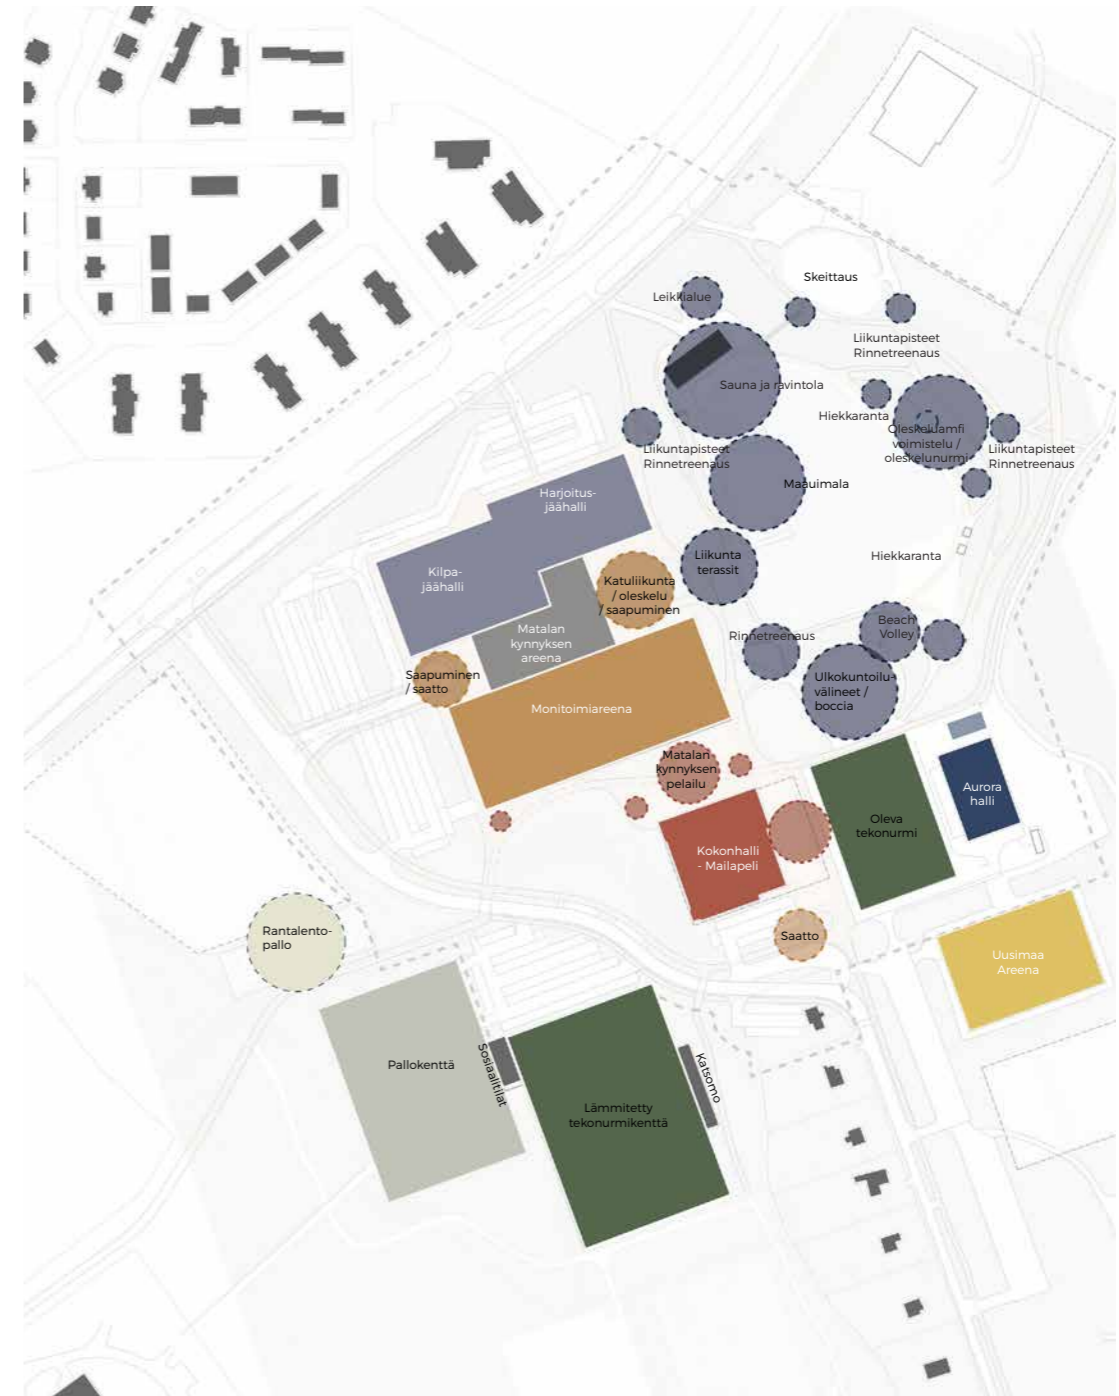 Skeittaus
Leikkialue
Liikuntapisteet
Rinnetreenaus
Sauna ja ravintola
Hiekkaranta
Oleskeluamfi
voimistelu /
oleskelunurmi
Liikuntapisteet
Rinnetreenaus
Liikuntapisteet
Rinnetreenaus
Maauimala
Harjoitus-
jäähalli
Kilpa-
jäähalli
Liikunta
terassit
Hiekkaranta
Katuliikunta
/ oleskelu
/ saapuminen
Matalan
kynnyksen
areena
Rinnetreenaus
Beach
Volley
Saapuminen
/ saatto
Ulkokuntoilu-
välineet /
boccia
Monitoimiareena
Matalan
kynnyksen
pelailu
Aurora
halli
Oleva
tekonurmi
Kokonhalli
- Mailapeli
Rantalento-
pallo
Saatto
Uusimaa
Areena
Pallokenttä
Sosiaalitilat
Katsomo
Lämmitetty
tekonurmikenttä